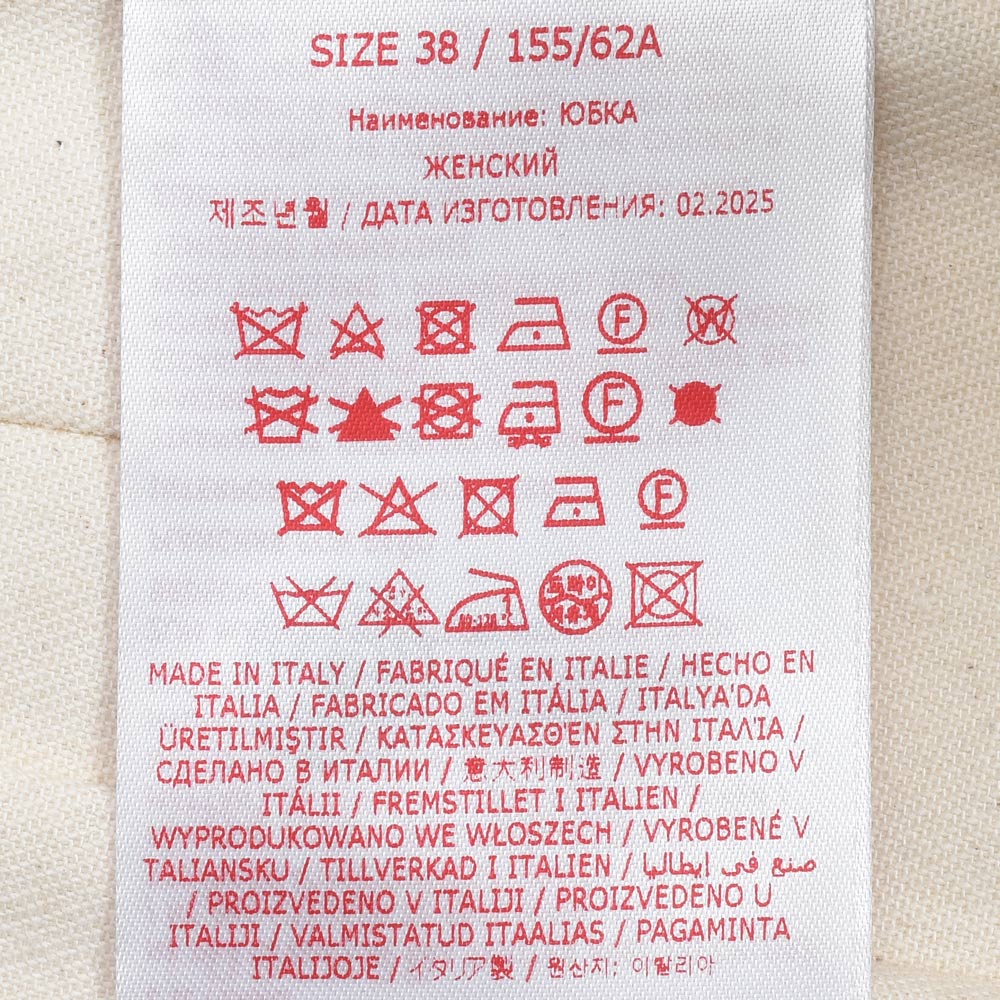 SIZE 38 / 155/62A
Наименование: ЮБКА
ЖЕНСКИЙ
제조년월 / ДАТА ИЗГОТОВЛЕНИЯ: 02.2025
F W
F
F
MADE IN ITALY / FABRIQUÉ EN ITALIE / HECHO EN
ITALIA / FABRICADO EM ITÁLIA / ITALYA'DA
ÜRETILMIŞTIR / ΚΑΤΑΣΚΕΥΑΣΘΈΝ ΣΤΗΝ ΙΤΑΛΊΑ /
СДЕЛАНО В ИТАЛИИ / 意大利制造 / VYROBENO V
ITÁLII / FREMSTILLET I ITALIEN /
WYPRODUKOWANO WE WŁOSZECH / VYROBENÉ V
TALIANSKU / TILLVERKAD I ITALIEN / صنع في ايطاليا
/ PROIZVEDENO V ITALIJI / PROIZVEDENO U
ITALIJI / VALMISTATUD ITAALIAS / PAGAMINTA
ITALIJOJE / イタリア製 / 원산지: 이탈리아